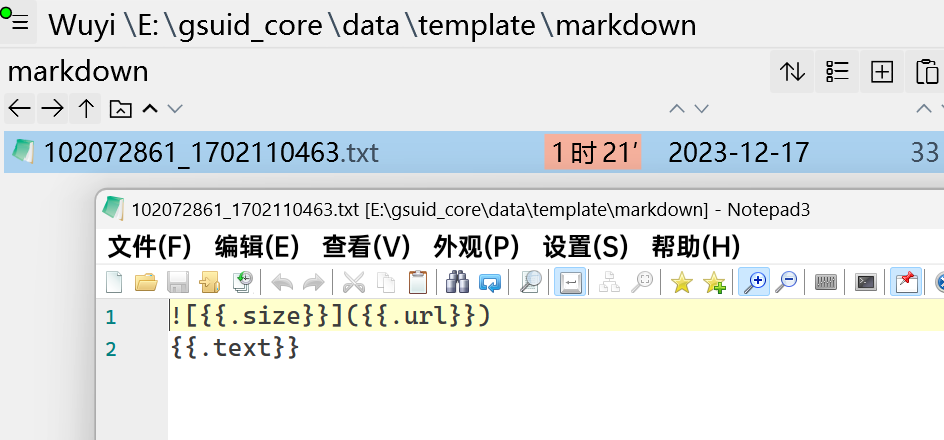 Wuyi \E: \gsuid_core \data \template \markdown
markdown
102072861_1702110463.txt 1 时 21′ 2023-12-17 33
102072861_1702110463.txt [E:\gsuid_core\data\template\markdown] - Notepad3
文件(F) 编辑(E) 查看(V) 外观(P) 设置(S) 帮助(H)
1 ![{{.size}}]({{.url}})
2 {{.text}}